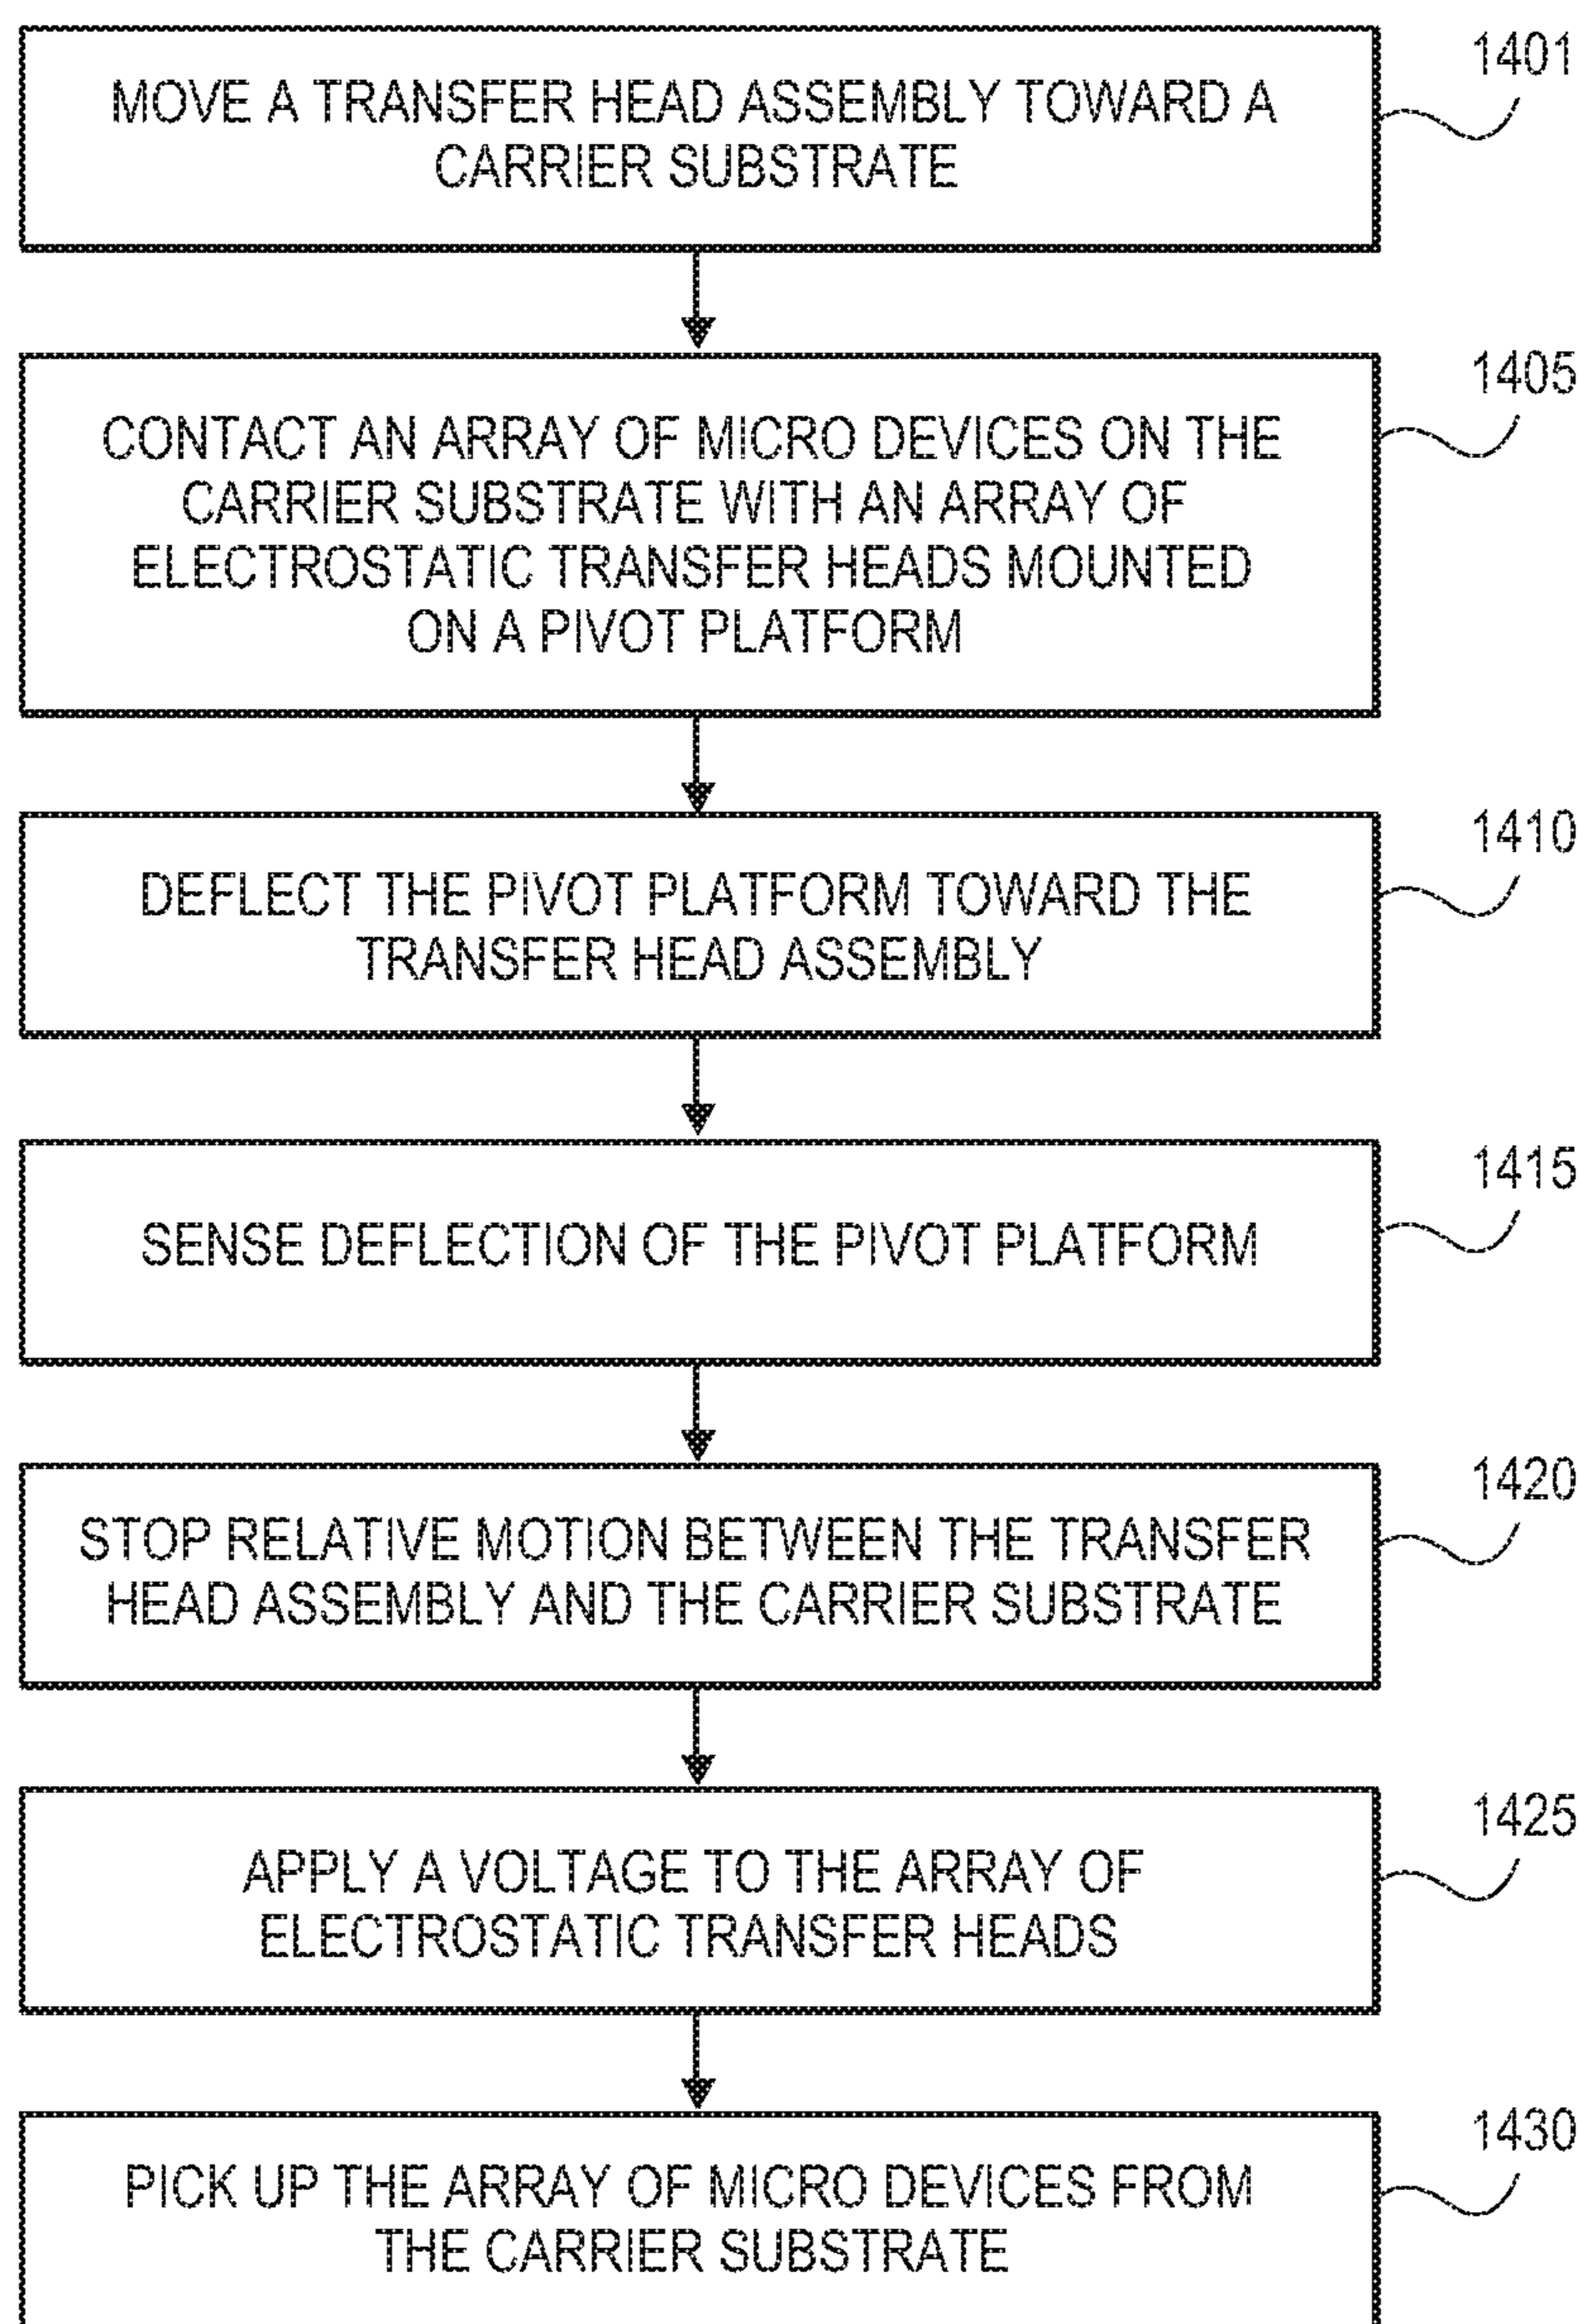 1401
MOVE A TRANSFER HEAD ASSEMBLY TOWARD A
CARRIER SUBSTRATE
1405
CONTACT AN ARRAY OF MICRO DEVICES ON THE
CARRIER SUBSTRATE WITH AN ARRAY OF
ELECTROSTATIC TRANSFER HEADS MOUNTED
ON A PIVOT PLATFORM
1410
DEFLECT THE PIVOT PLATFORM TOWARD THE
TRANSFER HEAD ASSEMBLY
1415
SENSE DEFLECTION OF THE PIVOT PLATFORM
1420
STOP RELATIVE MOTION BETWEEN THE TRANSFER
HEAD ASSEMBLY AND THE CARRIER SUBSTRATE
1425
APPLY A VOLTAGE TO THE ARRAY OF
ELECTROSTATIC TRANSFER HEADS
1430
PICK UP THE ARRAY OF MICRO DEVICES FROM
THE CARRIER SUBSTRATE